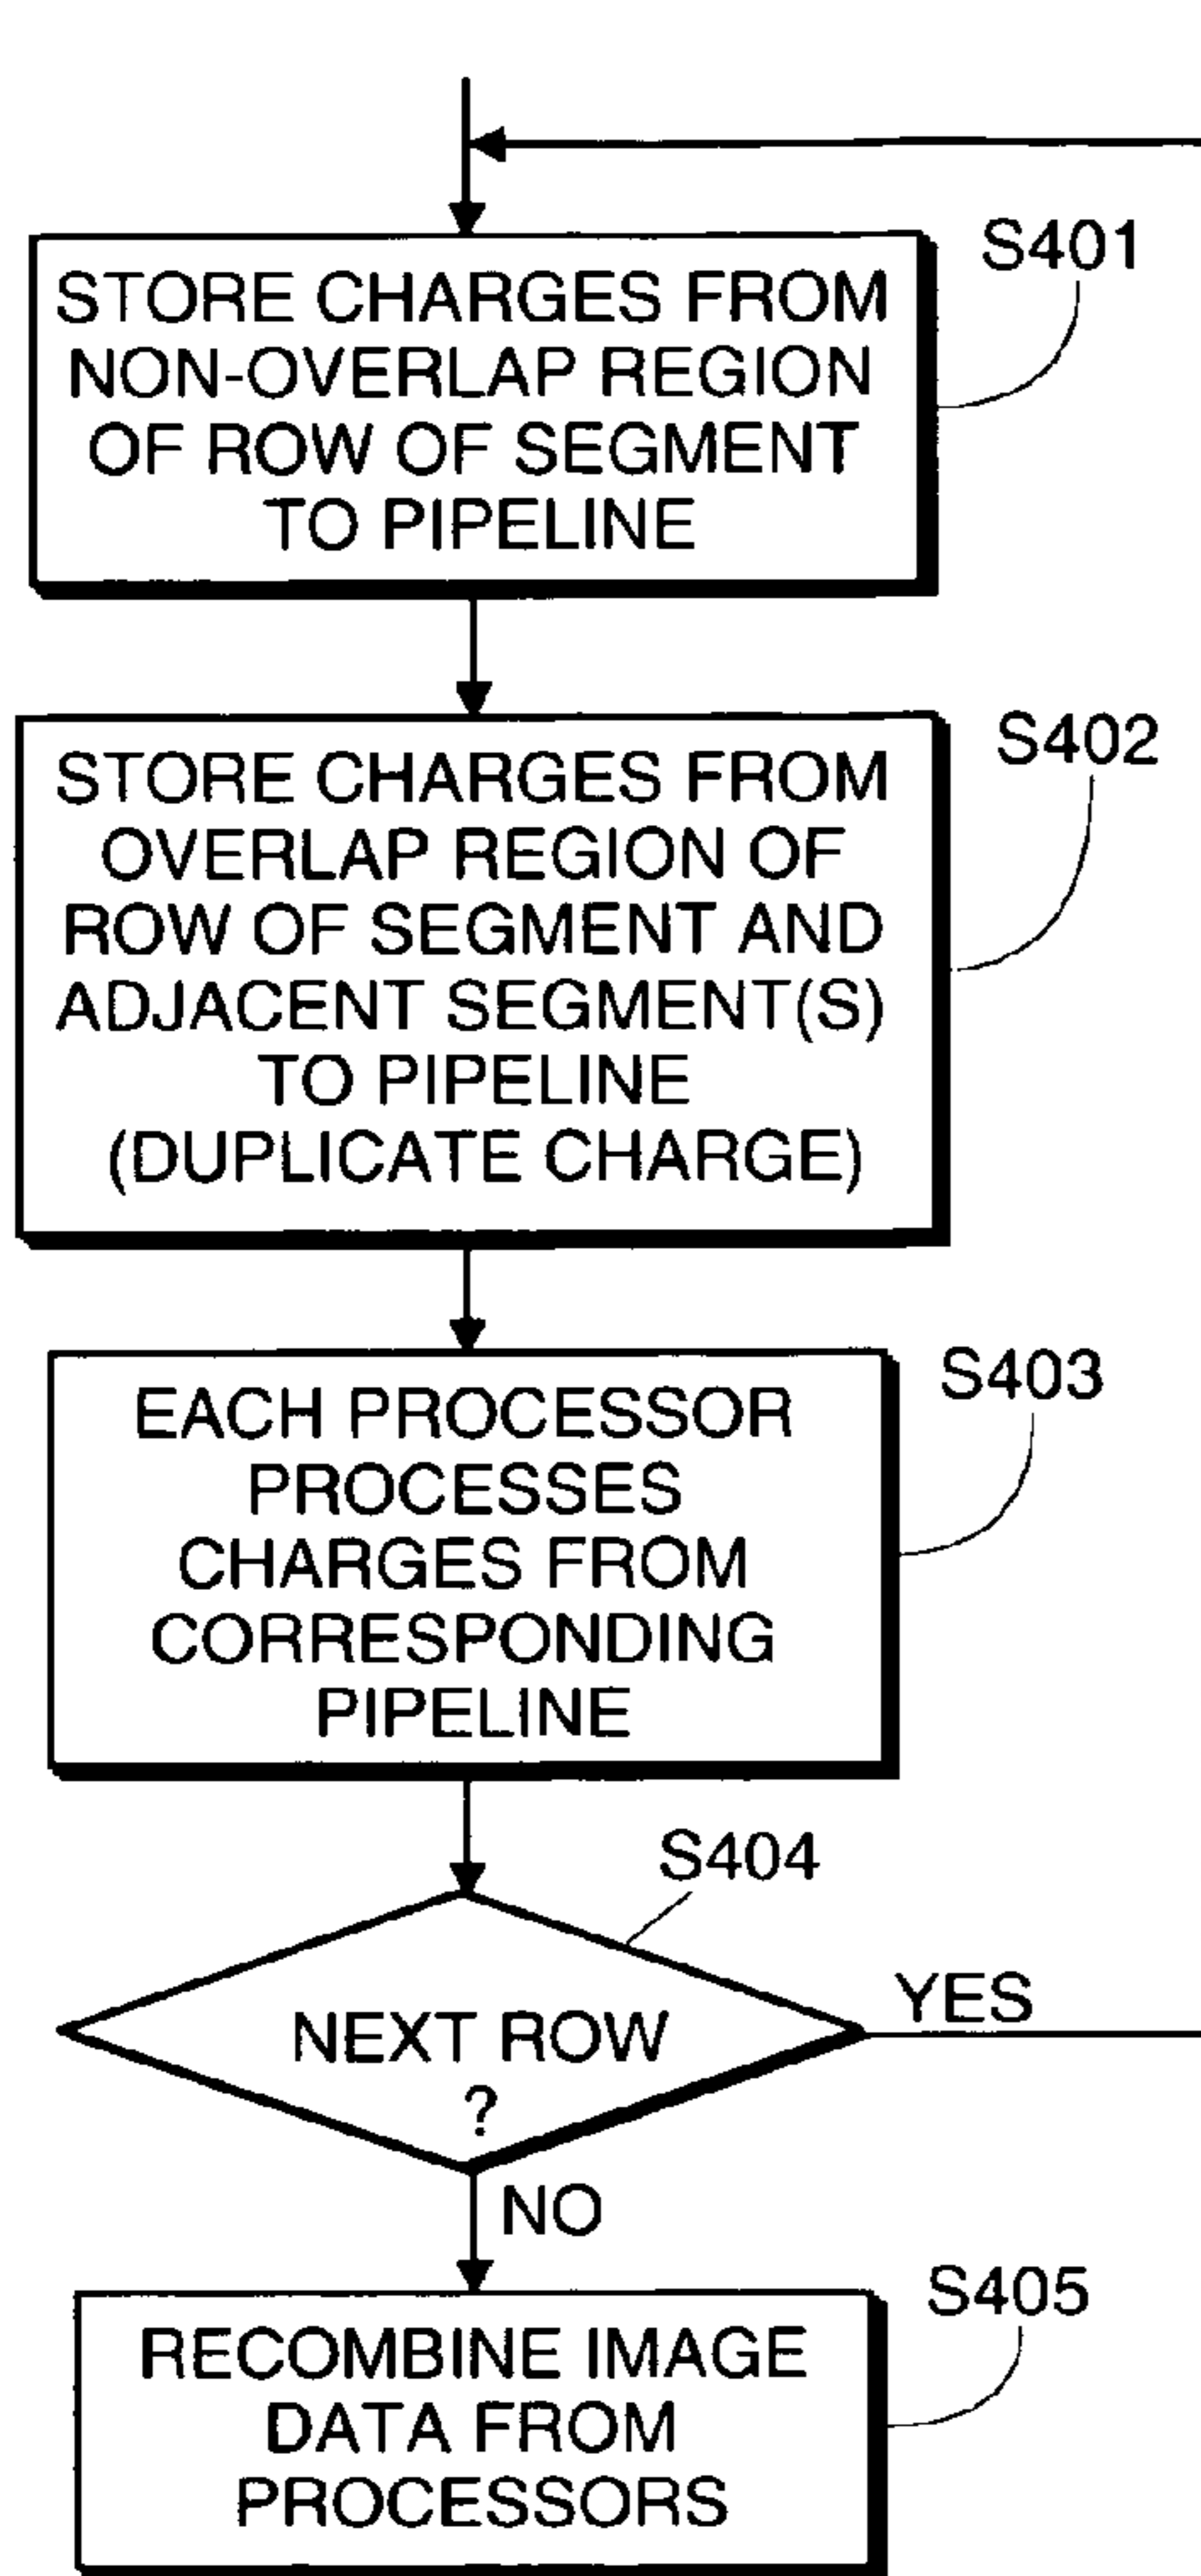 S401
STORE CHARGES FROM
NON-OVERLAP REGION
OF ROW OF SEGMENT
TO PIPELINE
S402
STORE CHARGES FROM
OVERLAP REGION OF
ROW OF SEGMENT AND
ADJACENT SEGMENT(S)
TO PIPELINE
(DUPLICATE CHARGE)
S403
EACH PROCESSOR
PROCESSES
CHARGES FROM
CORRESPONDING
PIPELINE
S404
NEXT ROW
?
YES
NO
S405
RECOMBINE IMAGE
DATA FROM
PROCESSORS